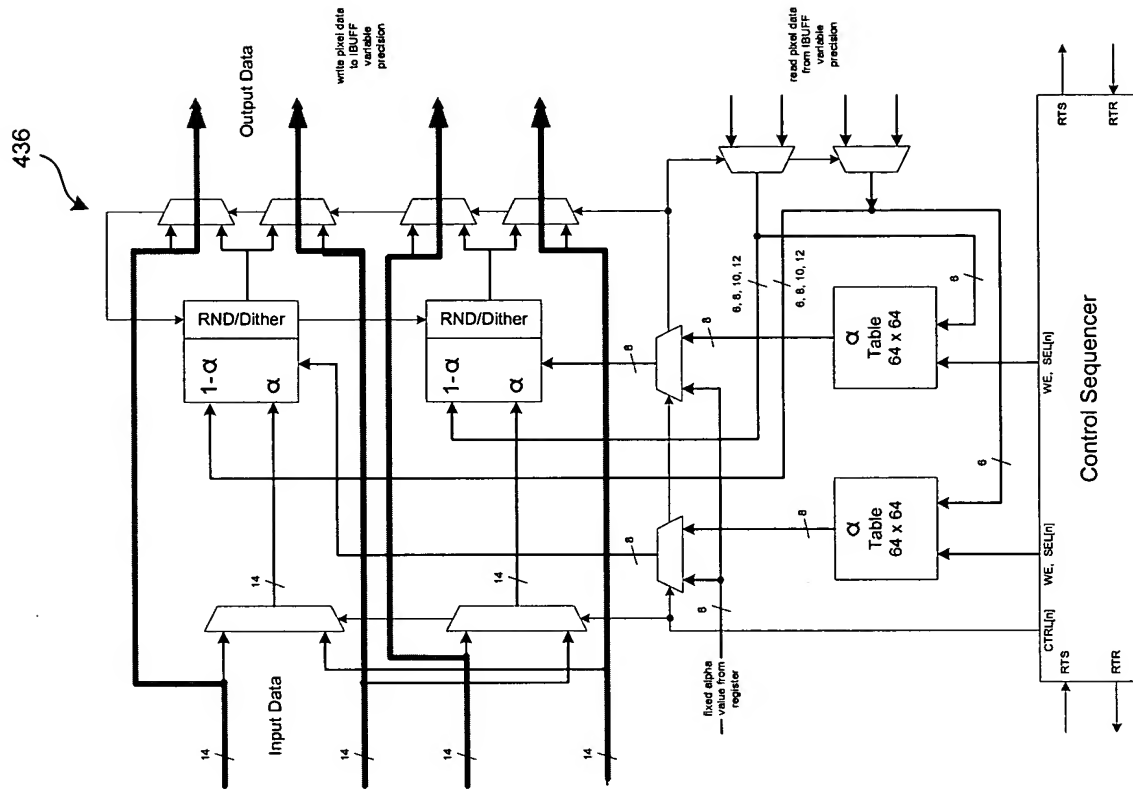 436
Output Data
write pixel data
to IBUFF
variable
precision
RND/Dither
1-α
α
RND/Dither
1-α
α
14
14
Input Data
14
14
14
14
8
8
8
8
6, 8, 10, 12
6, 8, 10, 12
read pixel data
from IBUFF
variable
precision
fixed alpha
value from
register
8
α
Table
64 x 64
α
Table
64 x 64
6
6
CTRL[n]
WE, SEL[n]
WE, SEL[n]
RTS
RTR
RTS
RTR
Control Sequencer